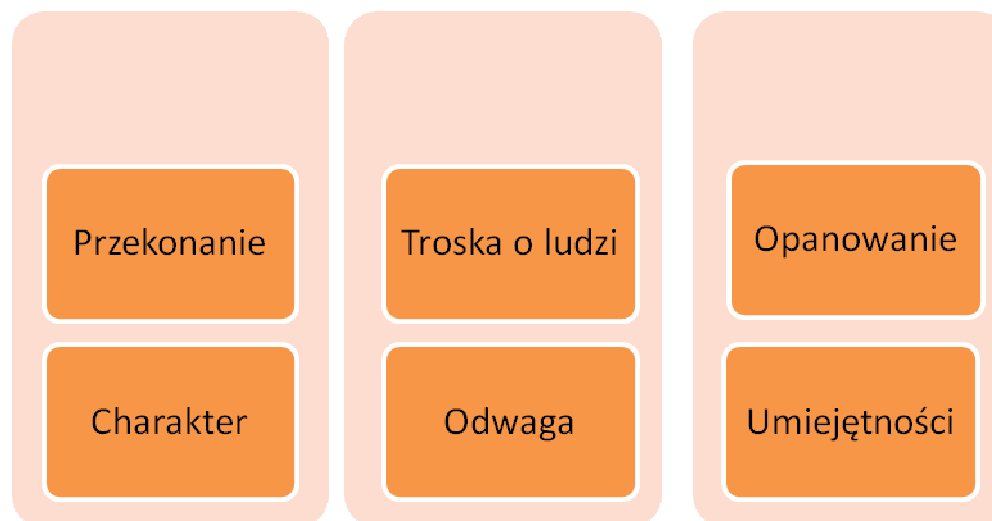 Przekonanie
Troska o ludzi
Opanowanie
Charakter
Odwaga
Umiejętności